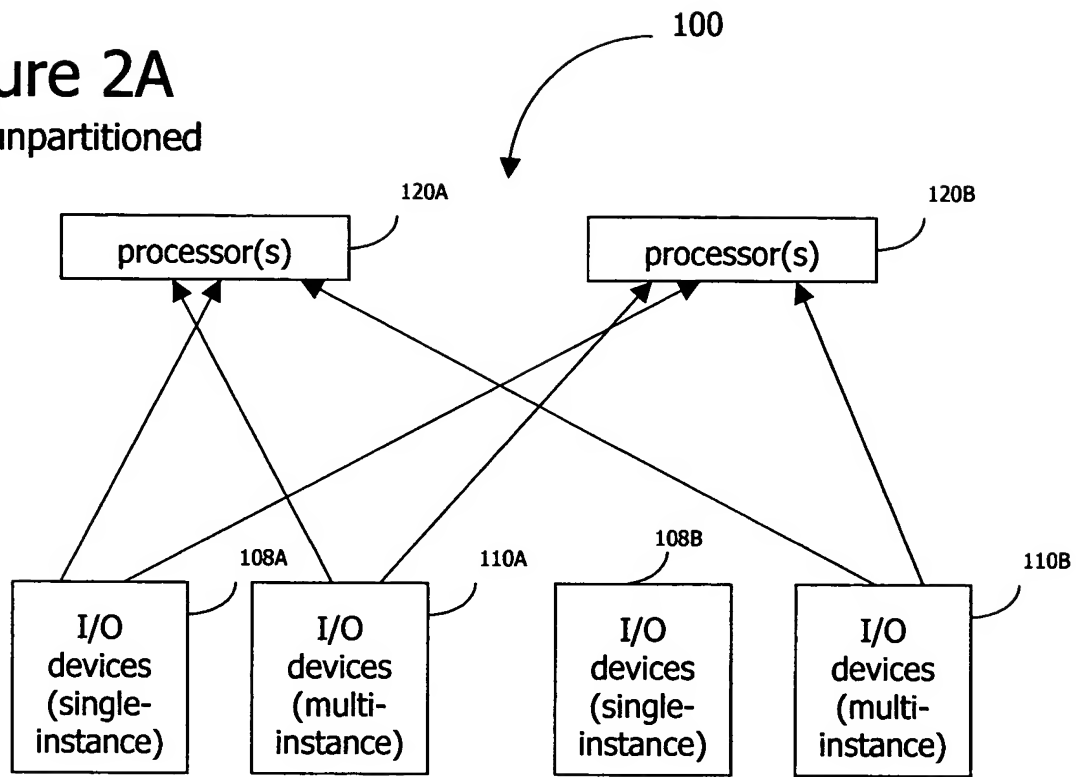 100
ure 2A
unpartitioned
120A
120B
processor(s)
processor(s)
108A
110A
108B
110B
I/O
devices
(single-
instance)
I/O
devices
(multi-
instance)
I/O
devices
(single-
instance)
I/O
devices
(multi-
instance)